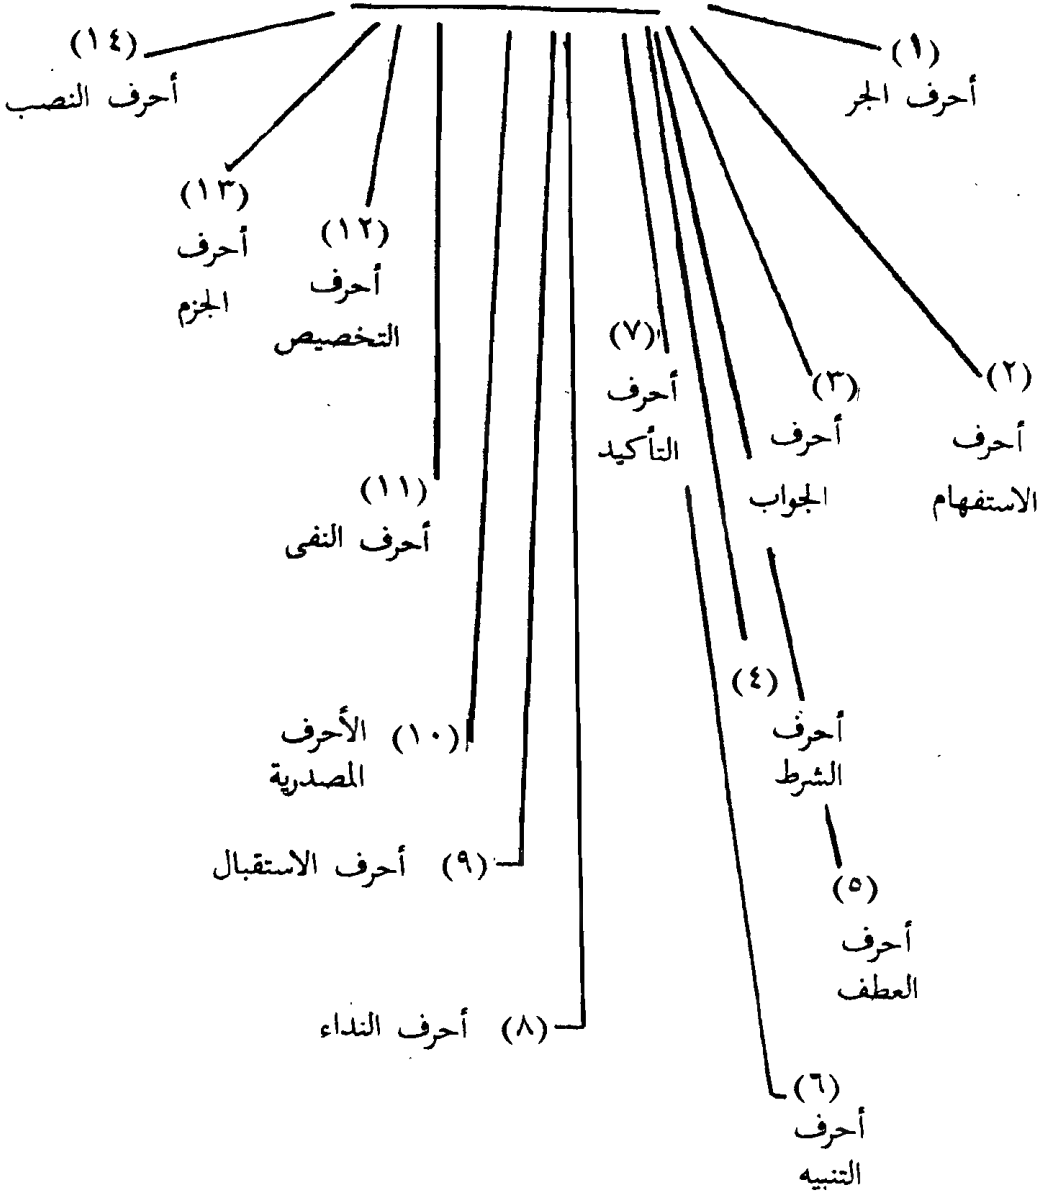 (١)
أحرف الجر
(٢)
أحرف
الاستفهام
(٣)
أحرف
الجواب
(٤)
أحرف
الشرط
(٥)
أحرف
العطف
(٦)
أحرف
التنبيه
(٧)
أحرف
التأكيد
(٨) أحرف النداء
(٩) أحرف الاستقبال
(١٠) الأحرف
المصدرية
(١١)
أحرف النفى
(١٢)
أحرف
التخصيص
(١٣)
أحرف
الجزم
(١٤)
أحرف النصب